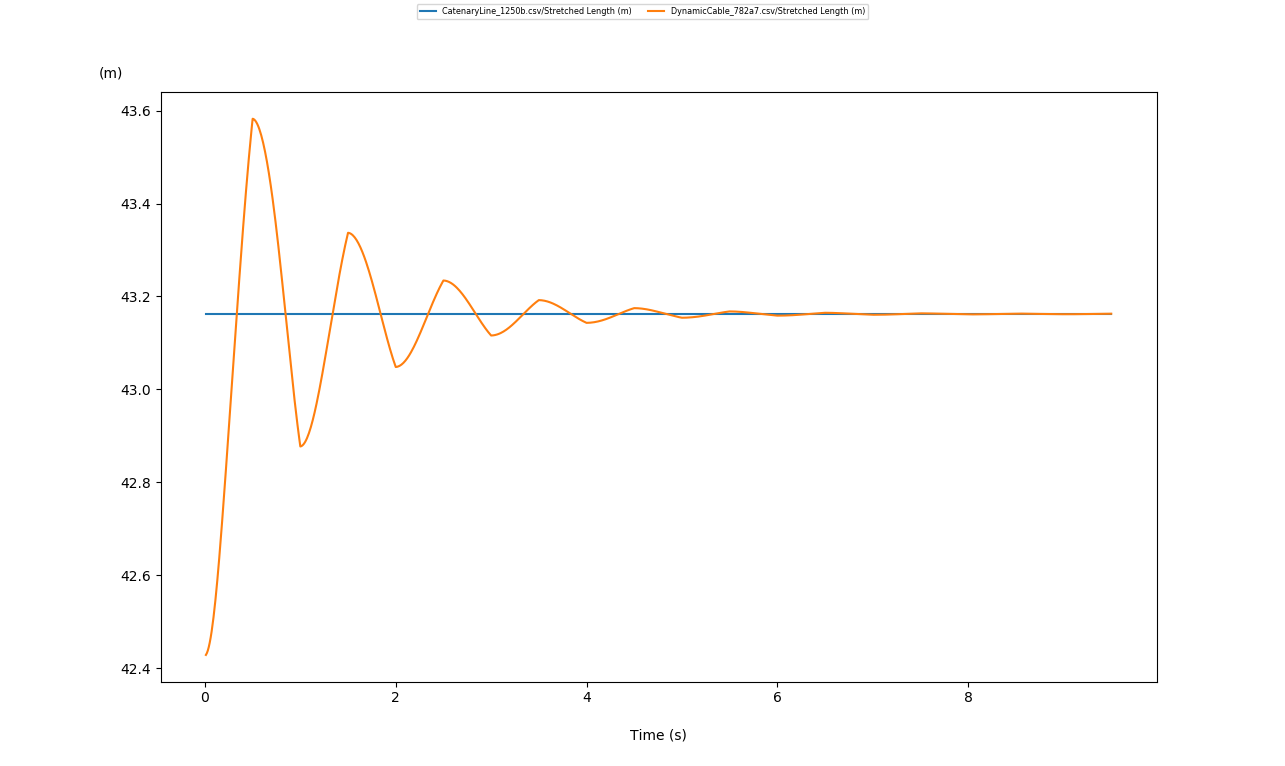 CatenaryLine_1250b.csv/Stretched Length (m) DynamicCable_782a7.csv/Stretched Length (m)
(m)
43.6
43.4
43.2
43.0
42.8
42.6
42.4
0 2 4 6 8
Time (s)